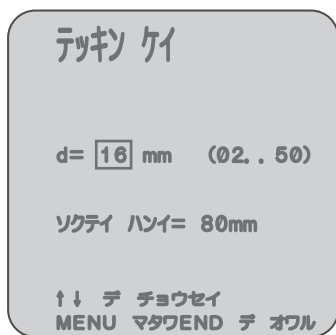 テッキン ケイ
d= 16 mm (02..50)
ソクテイ ハンイ= 80mm
↑↓ デ チョウセイ
MENU マタワEND デ オワル